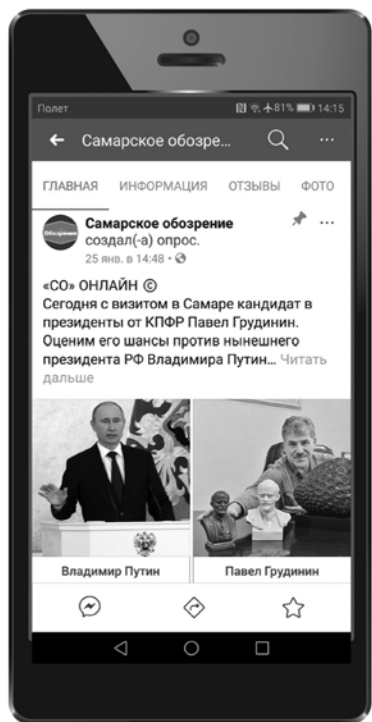 Полет 81% 14:15
Самарское обозре... ...
ГЛАВНАЯ ИНФОРМАЦИЯ ОТЗЫВЫ ФОТО
Обозрение
Самарское обозрение ...
создал(-а) опрос.
25 янв. в 14:48 •
«СО» ОНЛАЙН ©
Сегодня с визитом в Самаре кандидат в
президенты от КПФР Павел Грудинин.
Оценим его шансы против нынешнего
президента РФ Владимира Путин... Читать
дальше
Владимир Путин Павел Грудинин